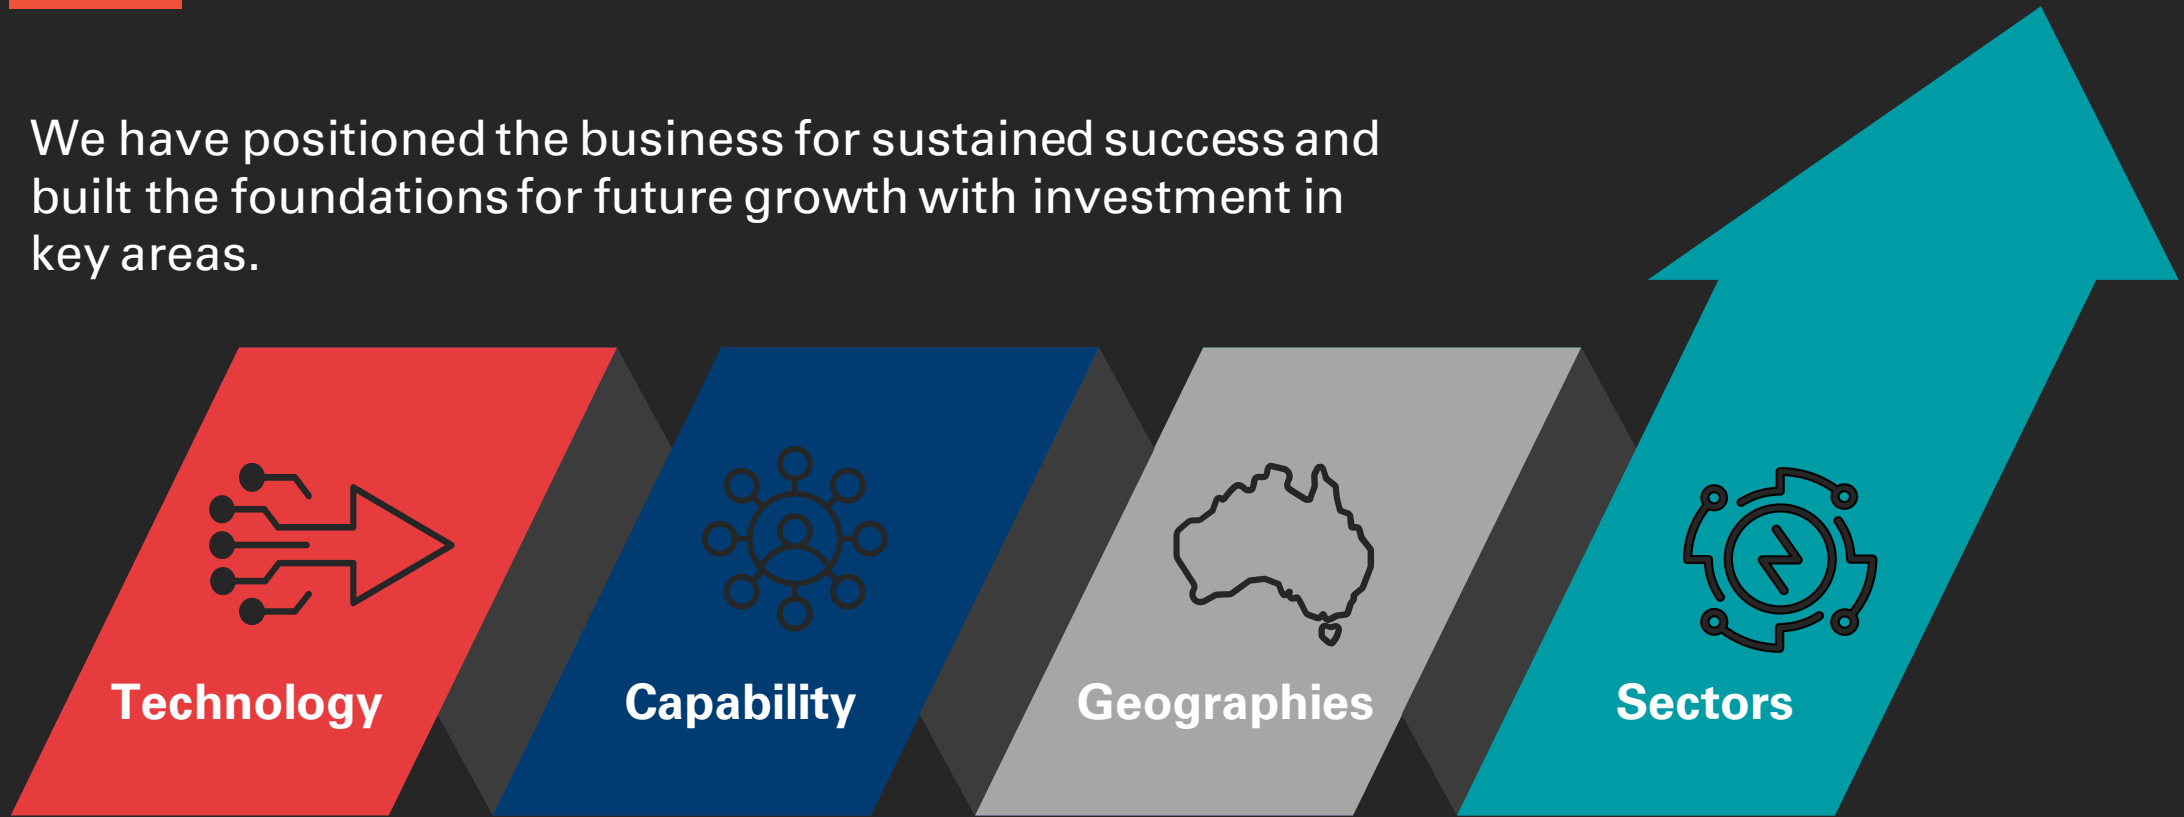 We have positioned the business for sustained success and
built the foundations for future growth with investment in
key areas.
Technology
Capability
Geographies
Sectors